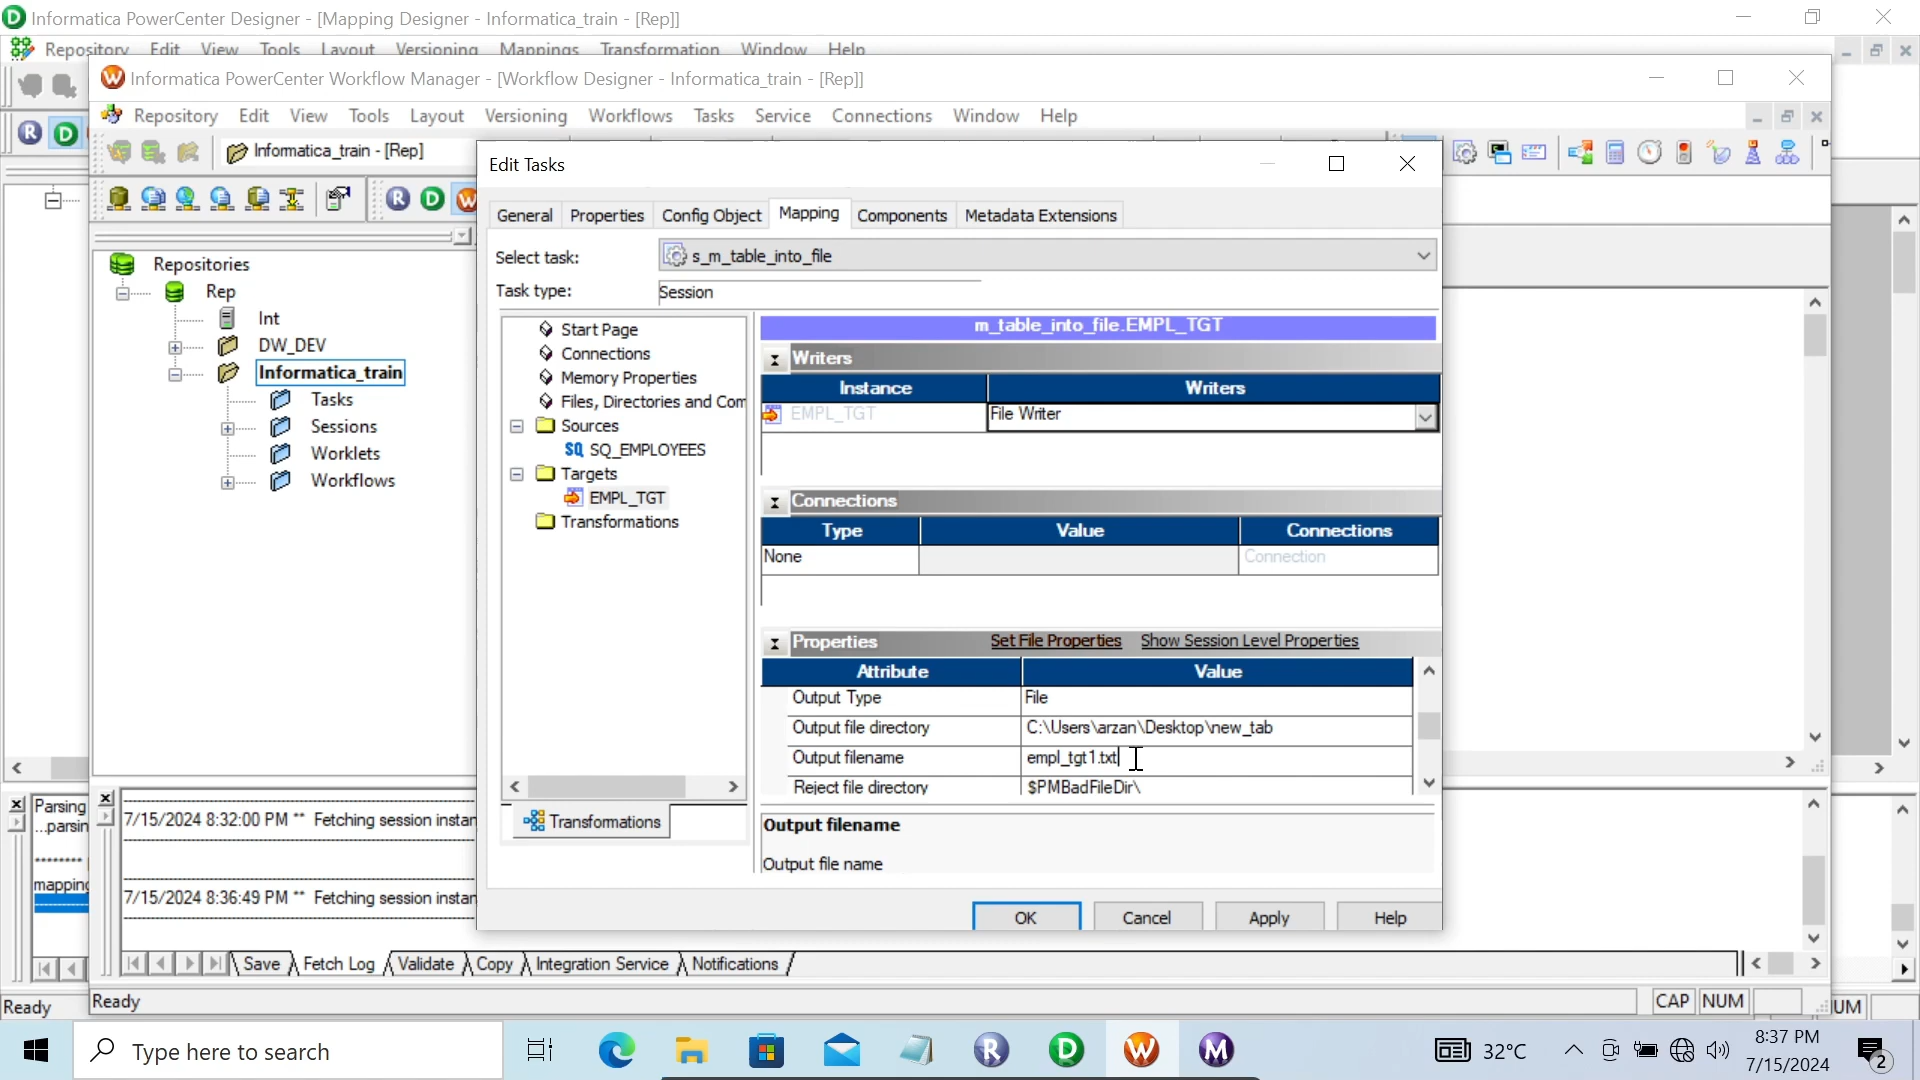 Informatica PowerCenter Designer - [Mapping Designer - Informatica_train - [Rep]]
Repository Edit View Tools Layout Versioning Mappings Transformation Window Help
Informatica PowerCenter Workflow Manager - [Workflow Designer - Informatica_train - [Rep]]
Repository Edit View Tools Layout Versioning Workflows Tasks Service Connections Window Help
Informatica_train - [Rep]
Edit Tasks
General Properties Config Object Mapping Components Metadata Extensions
Select task: s_m_table_into_file
Task type: Session
Repositories
Rep
Int
DW_DEV
Informatica_train
Tasks
Sessions
Worklets
Workflows
Start Page
Connections
Memory Properties
Files, Directories and Com
Sources
SQ SQ_EMPLOYEES
Targets
EMPL_TGT
Transformations
Transformations
m_table_into_file.EMPL_TGT
Writers
Instance Writers
EMPL_TGT File Writer
Connections
Type Value Connections
None Connection
Properties Set File Properties Show Session Level Properties
Attribute Value
Output Type File
Output file directory C:\Users\arzan\Desktop\new_tab
Output filename empl_tgt1.txt
Reject file directory $PMBadFileDir\
Output filename
Output file name
OK Cancel Apply Help
Parsing
...parsin
********
mapping
7/15/2024 8:32:00 PM ** Fetching session instan
7/15/2024 8:36:49 PM ** Fetching session instan
Save Fetch Log Validate Copy Integration Service Notifications
Ready
Ready
CAP NUM
UM
Type here to search
32°C
8:37 PM
7/15/2024
2